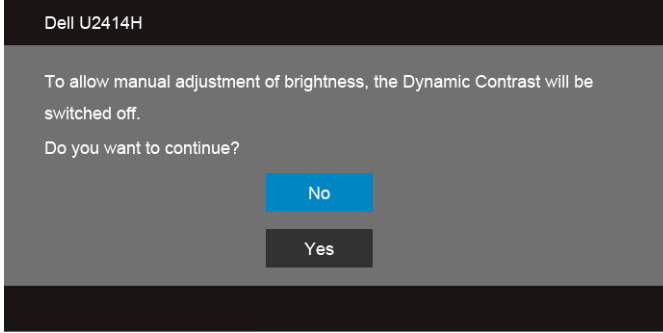 Dell U2414H
To allow manual adjustment of brightness, the Dynamic Contrast will be
switched off.
Do you want to continue?
No
Yes